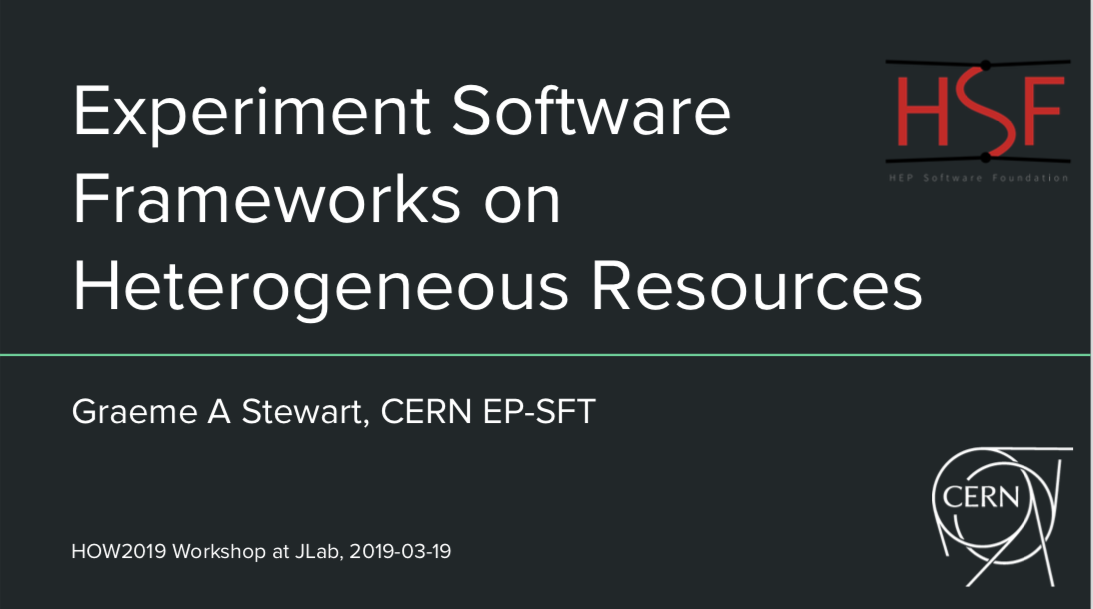 Experiment Software
Frameworks on
Heterogeneous Resources
HSF
HEP Software Foundation
Graeme A Stewart, CERN EP-SFT
CERN
HOW2019 Workshop at JLab, 2019-03-19